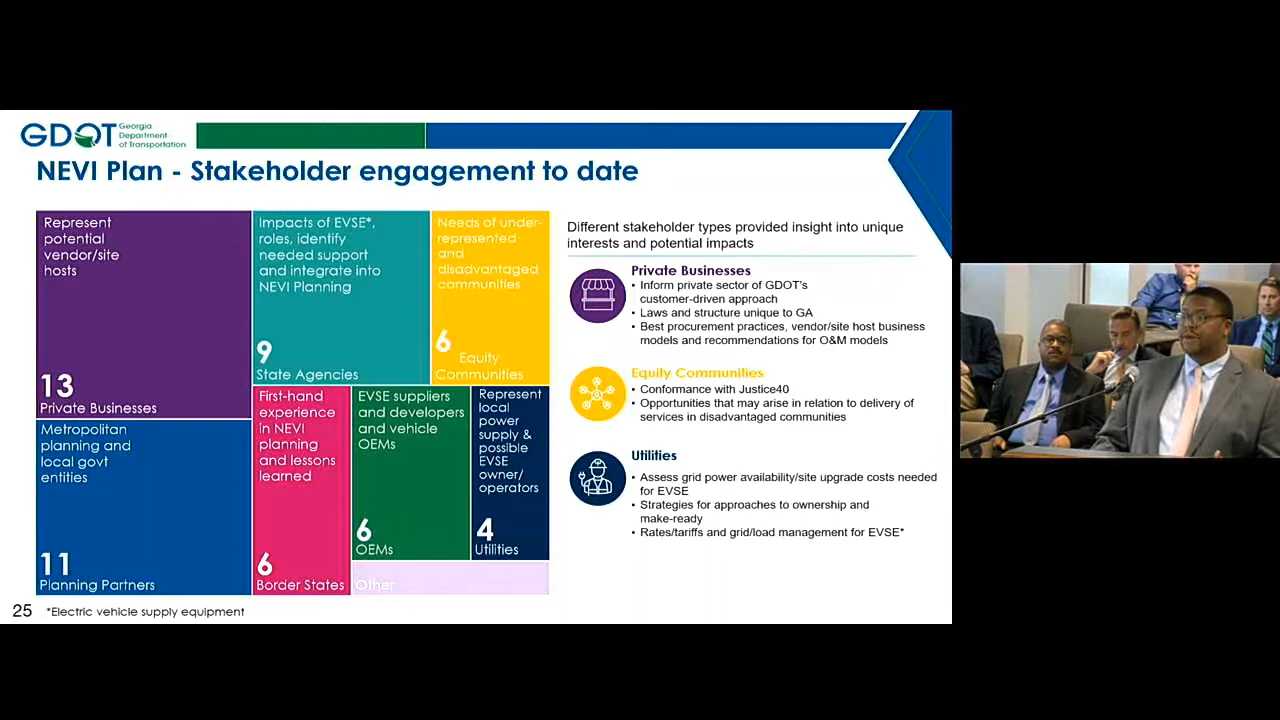 GDOT
Georgia
Department
of Transportation
NEVI Plan - Stakeholder engagement to date
Represent
potential
vendor/site
hosts
13
Private Businesses
Impacts of EVSE*,
roles, identify
needed support
and integrate into
NEVI Planning
9
State Agencies
Needs of under-
represented
and
disadvantaged
communities
6
Equity
Communities
Metropolitan
planning and
local govt
entities
11
Planning Partners
First-hand
experience
in NEVI
planning
and lessons
learned
6
Border States
EVSE suppliers
and developers
and vehicle
OEMs
6
OEMs
Represent
local
power
supply &
possible
EVSE
owner/
operators
4
Utilities
Other
Different stakeholder types provided insight into unique
interests and potential impacts
Private Businesses
• Inform private sector of GDOT's
customer-driven approach
• Laws and structure unique to GA
• Best procurement practices, vendor/site host business
models and recommendations for O&M models
Equity Communities
• Conformance with Justice40
• Opportunities that may arise in relation to delivery of
services in disadvantaged communities
Utilities
• Assess grid power availability/site upgrade costs needed
for EVSE
• Strategies for approaches to ownership and
make-ready
• Rates/tariffs and grid/load management for EVSE*
25
*Electric vehicle supply equipment